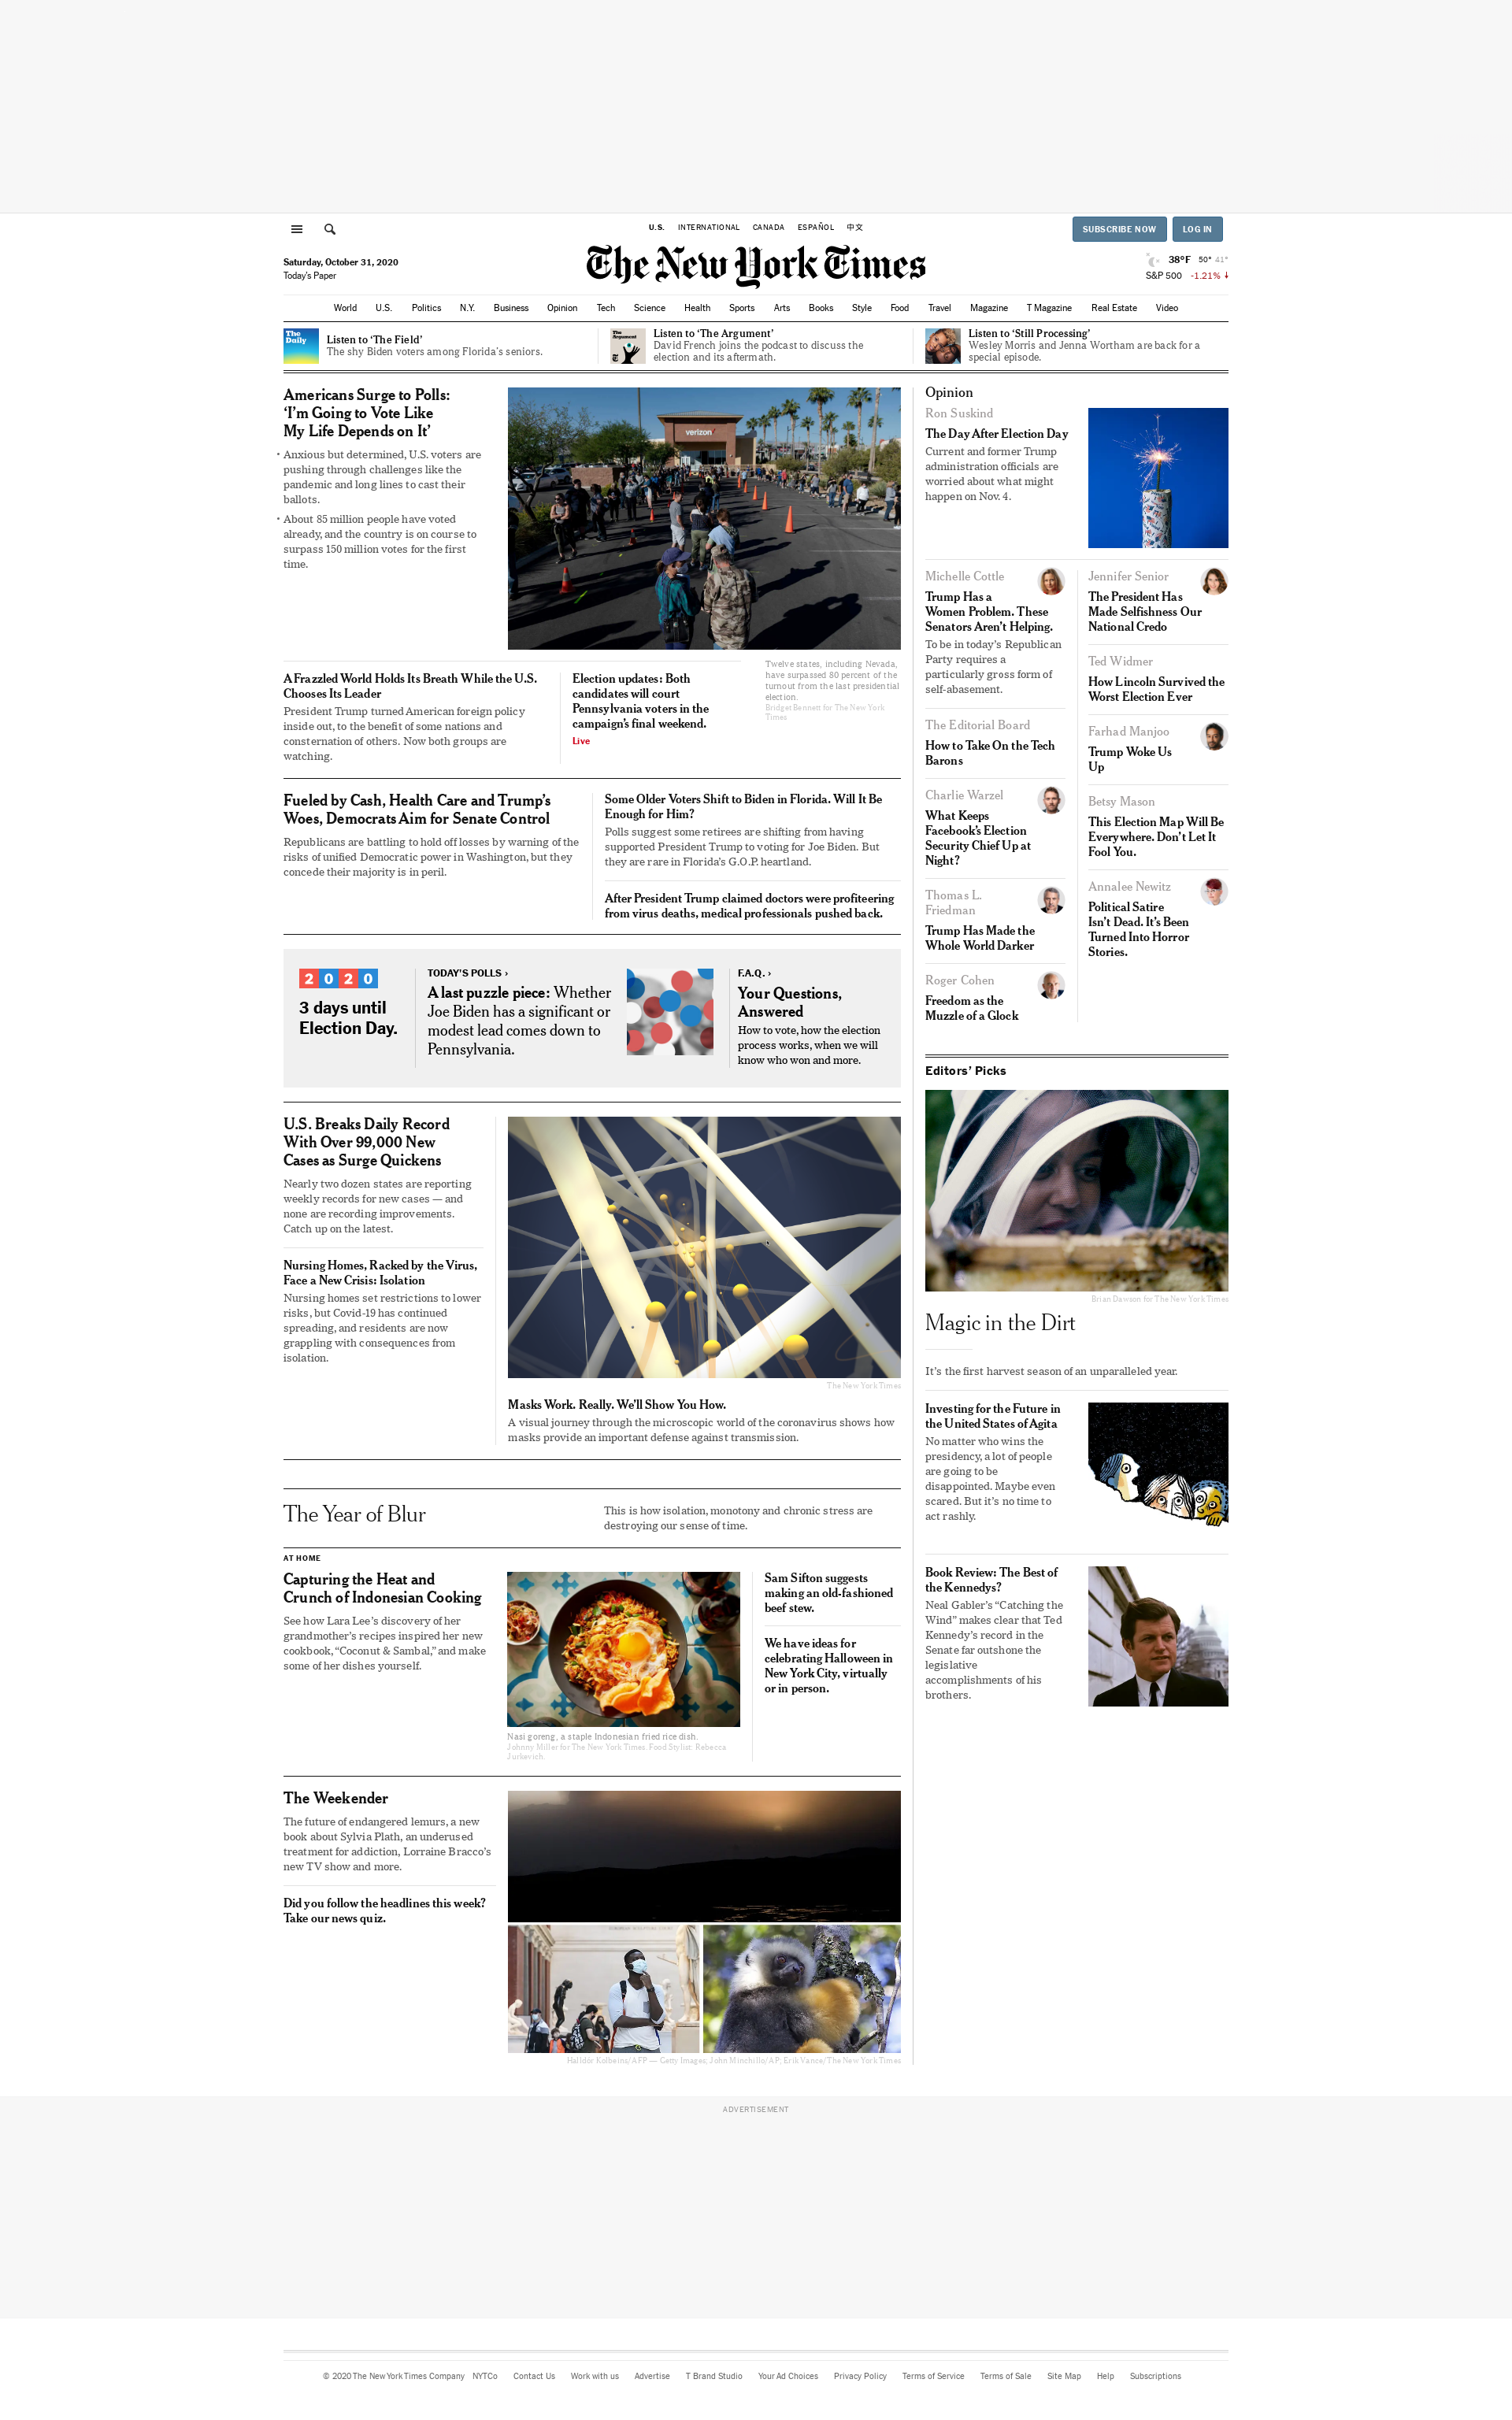 U.S. INTERNATIONAL CANADA ESPAÑOL 中文
SUBSCRIBE NOW LOG IN
Saturday, October 31, 2020
Today's Paper
The New York Times
38°F 50° 41°
S&P 500 -1.21%
World U.S. Politics N.Y. Business Opinion Tech Science Health Sports Arts Books Style Food Travel Magazine T Magazine Real Estate Video
The
Daily
Listen to ‘The Field’
The shy Biden voters among Florida’s seniors.
The
Argument
Listen to ‘The Argument’
David French joins the podcast to discuss the
election and its aftermath.
Listen to ‘Still Processing’
Wesley Morris and Jenna Wortham are back for a
special episode.
Americans Surge to Polls:
‘I’m Going to Vote Like
My Life Depends on It’
• Anxious but determined, U.S. voters are
pushing through challenges like the
pandemic and long lines to cast their
ballots.
• About 85 million people have voted
already, and the country is on course to
surpass 150 million votes for the first
time.
verizon
Twelve states, including Nevada,
have surpassed 80 percent of the
turnout from the last presidential
election.
Bridget Bennett for The New York
Times
A Frazzled World Holds Its Breath While the U.S.
Chooses Its Leader
President Trump turned American foreign policy
inside out, to the benefit of some nations and
consternation of others. Now both groups are
watching.
Election updates: Both
candidates will court
Pennsylvania voters in the
campaign’s final weekend.
Live
Fueled by Cash, Health Care and Trump’s
Woes, Democrats Aim for Senate Control
Republicans are battling to hold off losses by warning of the
risks of unified Democratic power in Washington, but they
concede their majority is in peril.
Some Older Voters Shift to Biden in Florida. Will It Be
Enough for Him?
Polls suggest some retirees are shifting from having
supported President Trump to voting for Joe Biden. But
they are rare in Florida’s G.O.P. heartland.
After President Trump claimed doctors were profiteering
from virus deaths, medical professionals pushed back.
2020
3 days until
Election Day.
TODAY’S POLLS ›
A last puzzle piece: Whether
Joe Biden has a significant or
modest lead comes down to
Pennsylvania.
F.A.Q. ›
Your Questions,
Answered
How to vote, how the election
process works, when we will
know who won and more.
U.S. Breaks Daily Record
With Over 99,000 New
Cases as Surge Quickens
Nearly two dozen states are reporting
weekly records for new cases — and
none are recording improvements.
Catch up on the latest.
Nursing Homes, Racked by the Virus,
Face a New Crisis: Isolation
Nursing homes set restrictions to lower
risks, but Covid-19 has continued
spreading, and residents are now
grappling with consequences from
isolation.
The New York Times
Masks Work. Really. We’ll Show You How.
A visual journey through the microscopic world of the coronavirus shows how
masks provide an important defense against transmission.
The Year of Blur
This is how isolation, monotony and chronic stress are
destroying our sense of time.
AT HOME
Capturing the Heat and
Crunch of Indonesian Cooking
See how Lara Lee’s discovery of her
grandmother’s recipes inspired her new
cookbook, “Coconut & Sambal,” and make
some of her dishes yourself.
Nasi goreng, a staple Indonesian fried rice dish.
Johnny Miller for The New York Times. Food Stylist: Rebecca
Jurkevich.
Sam Sifton suggests
making an old-fashioned
beef stew.
We have ideas for
celebrating Halloween in
New York City, virtually
or in person.
The Weekender
The future of endangered lemurs, a new
book about Sylvia Plath, an underused
treatment for addiction, Lorraine Bracco’s
new TV show and more.
Did you follow the headlines this week?
Take our news quiz.
Halldór Kolbeins/AFP — Getty Images; John Minchillo/AP; Erik Vance/The New York Times
Opinion
Ron Suskind
The Day After Election Day
Current and former Trump
administration officials are
worried about what might
happen on Nov. 4.
Michelle Cottle
Trump Has a
Women Problem. These
Senators Aren’t Helping.
To be in today’s Republican
Party requires a
particularly gross form of
self-abasement.
The Editorial Board
How to Take On the Tech
Barons
Charlie Warzel
What Keeps
Facebook’s Election
Security Chief Up at
Night?
Thomas L.
Friedman
Trump Has Made the
Whole World Darker
Roger Cohen
Freedom as the
Muzzle of a Glock
Jennifer Senior
The President Has
Made Selfishness Our
National Credo
Ted Widmer
How Lincoln Survived the
Worst Election Ever
Farhad Manjoo
Trump Woke Us
Up
Betsy Mason
This Election Map Will Be
Everywhere. Don’t Let It
Fool You.
Annalee Newitz
Political Satire
Isn’t Dead. It’s Been
Turned Into Horror
Stories.
Editors’ Picks
Brian Dawson for The New York Times
Magic in the Dirt
It’s the first harvest season of an unparalleled year.
Investing for the Future in
the United States of Agita
No matter who wins the
presidency, a lot of people
are going to be
disappointed. Maybe even
scared. But it’s no time to
act rashly.
Book Review: The Best of
the Kennedys?
Neal Gabler’s “Catching the
Wind” makes clear that Ted
Kennedy’s record in the
Senate far outshone the
legislative
accomplishments of his
brothers.
ADVERTISEMENT
© 2020 The New York Times Company NYTCo Contact Us Work with us Advertise T Brand Studio Your Ad Choices Privacy Policy Terms of Service Terms of Sale Site Map Help Subscriptions